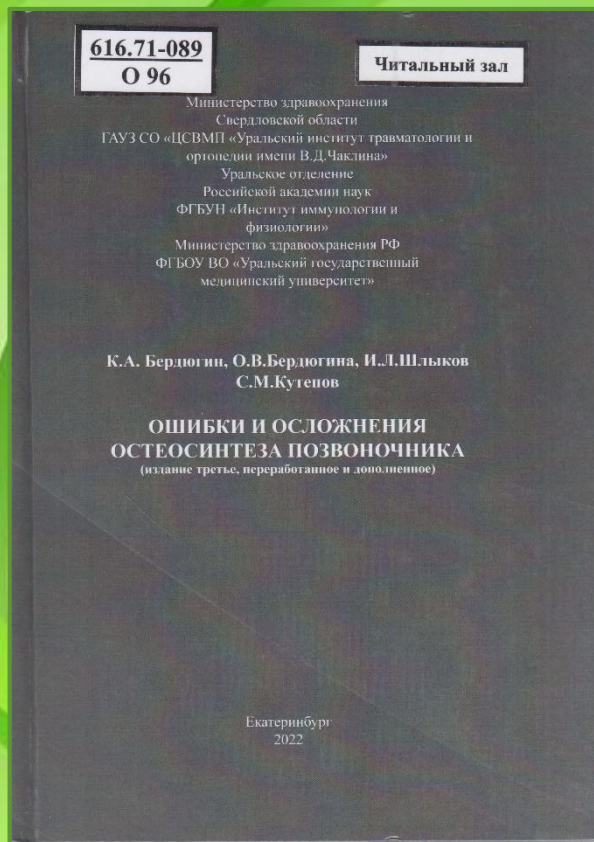 616.71-089
О 96
Читальный зал
Министерство здравоохранения
Свердловской области
ГАУЗ СО «ЦСВМП «Уральский институт травматологии и
ортопедии имени В.Д.Чаклина»
Уральское отделение
Российской академии наук
ФГБУН «Институт иммунологии и
физиологии»
Министерство здравоохранения РФ
ФГБОУ ВО «Уральский государственный
медицинский университет»
К.А. Бердюгин, О.В.Бердюгина, И.Л.Шлыков
С.М.Кутепов
ОШИБКИ И ОСЛОЖНЕНИЯ
ОСТЕОСИНТЕЗА ПОЗВОНОЧНИКА
(издание третье, переработанное и дополненное)
Екатеринбург
2022